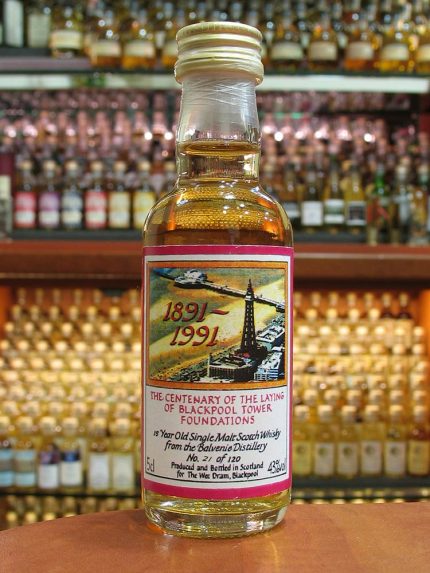 1891~
1991
THE CENTENARY OF THE LAYING
OF BLACKPOOL TOWER
FOUNDATIONS
18 Year Old Single Malt Scotch Whisky
from the Balvenie Distillery
No. 21 of 120
5cl
Produced and Bottled in Scotland
for The Wee Dram, Blackpool
43%vol